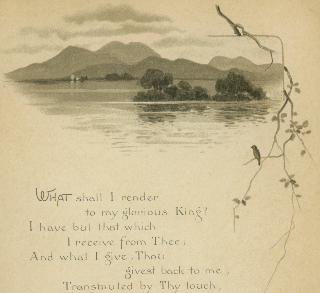 WHAT shall I render
to my glorious King?
I have but that which
I receive from Thee;
And what I give, Thou
givest back to me,
Transmuted by Thy touch,